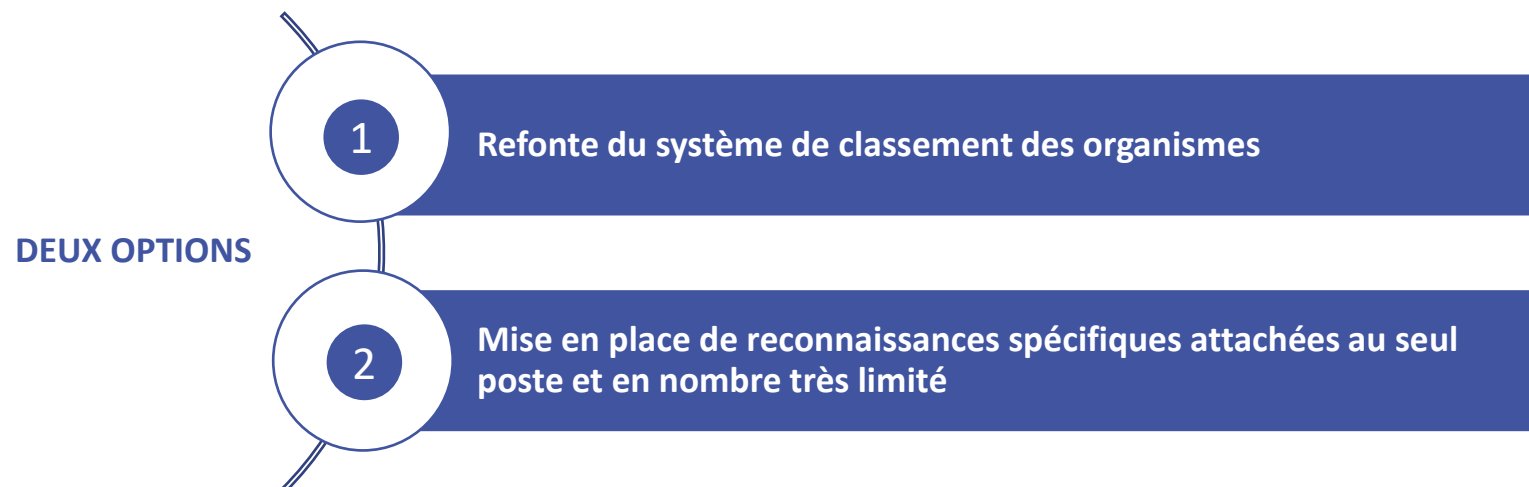 DEUX OPTIONS
1
Refonte du système de classement des organismes
2
Mise en place de reconnaissances spécifiques attachées au seul
poste et en nombre très limité